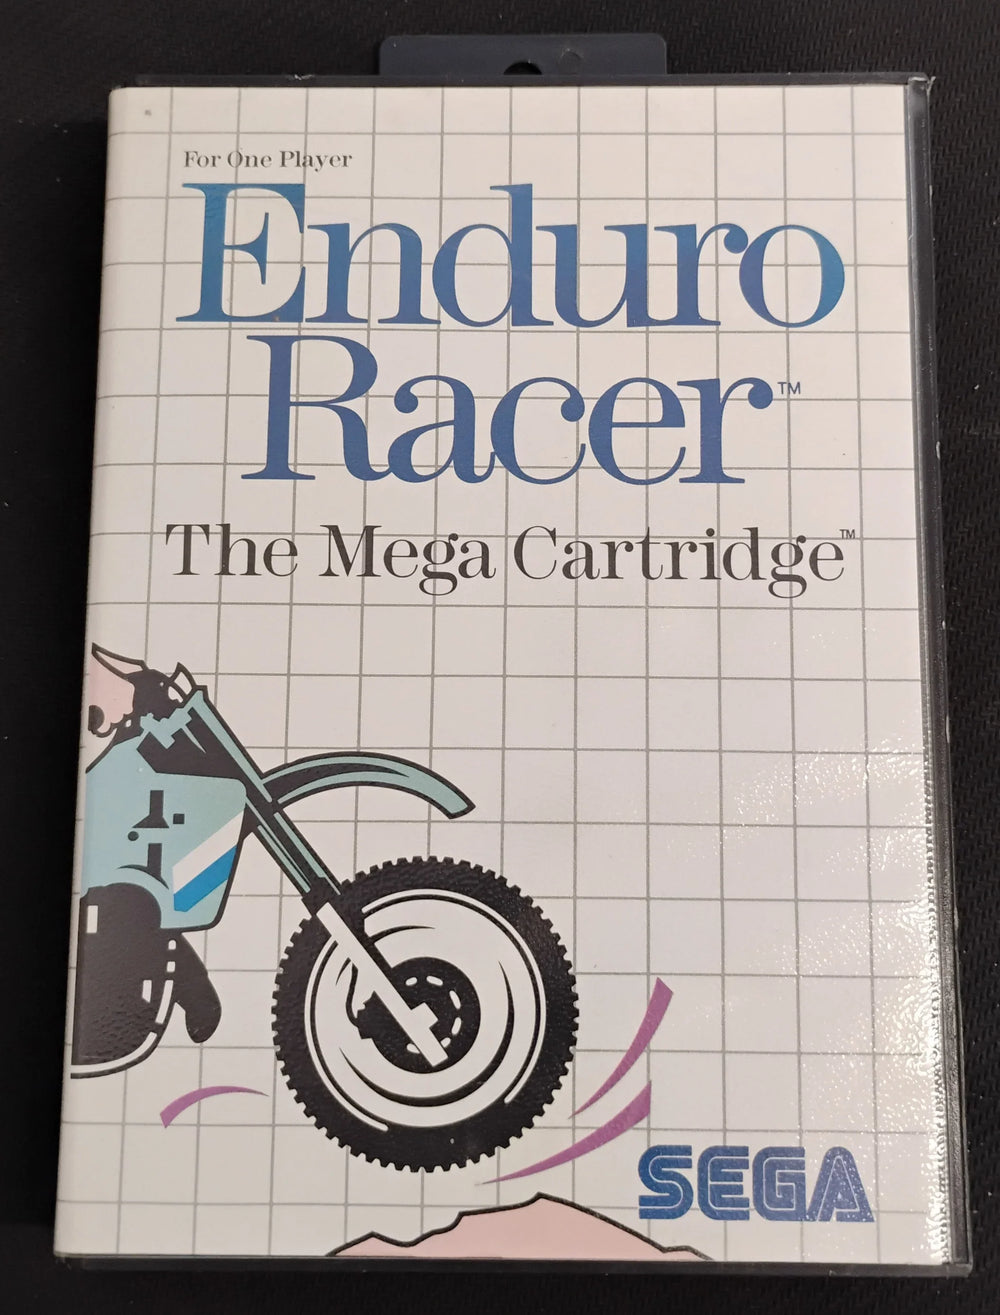 For One Player
Enduro
Racer™
The Mega Cartridge™
SEGA